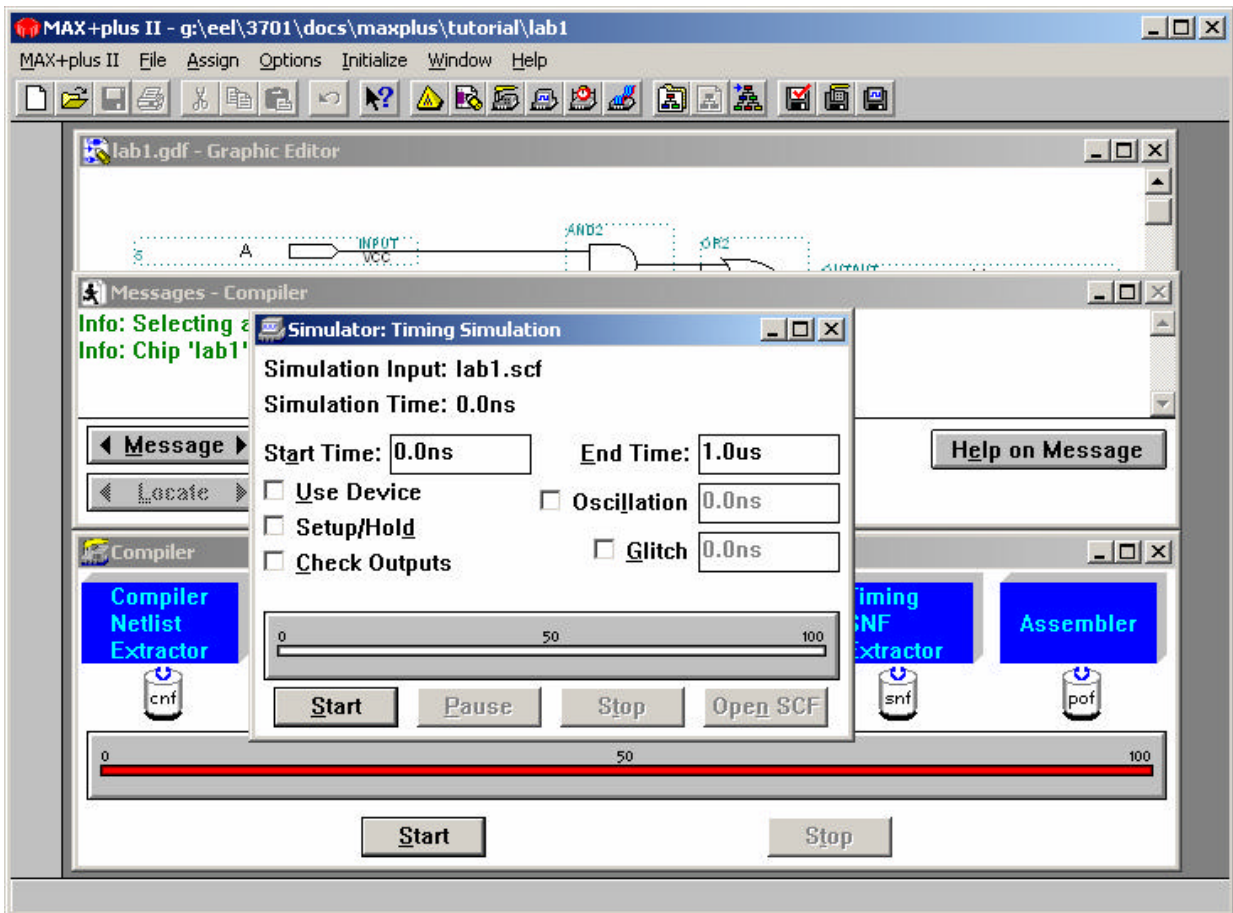 MAX+plus II - g:\eel\3701\docs\maxplus\tutorial\lab1
MAX+plus II File Assign Options Initialize Window Help
lab1.gdf - Graphic Editor
AND2
OR2
INPUT
VCC
A
6
Messages - Compiler
Info: Selecting a
Info: Chip 'lab1'
Message
Locate
Help on Message
Simulator: Timing Simulation
Simulation Input: lab1.scf
Simulation Time: 0.0ns
Start Time: 0.0ns End Time: 1.0us
Use Device
Oscillation 0.0ns
Setup/Hold
Glitch 0.0ns
Check Outputs
0 50 100
Start Pause Stop Open SCF
Compiler
Compiler
Netlist
Extractor
cnf
iming
SNF
Extractor
snf
Assembler
pof
0 50 100
Start Stop